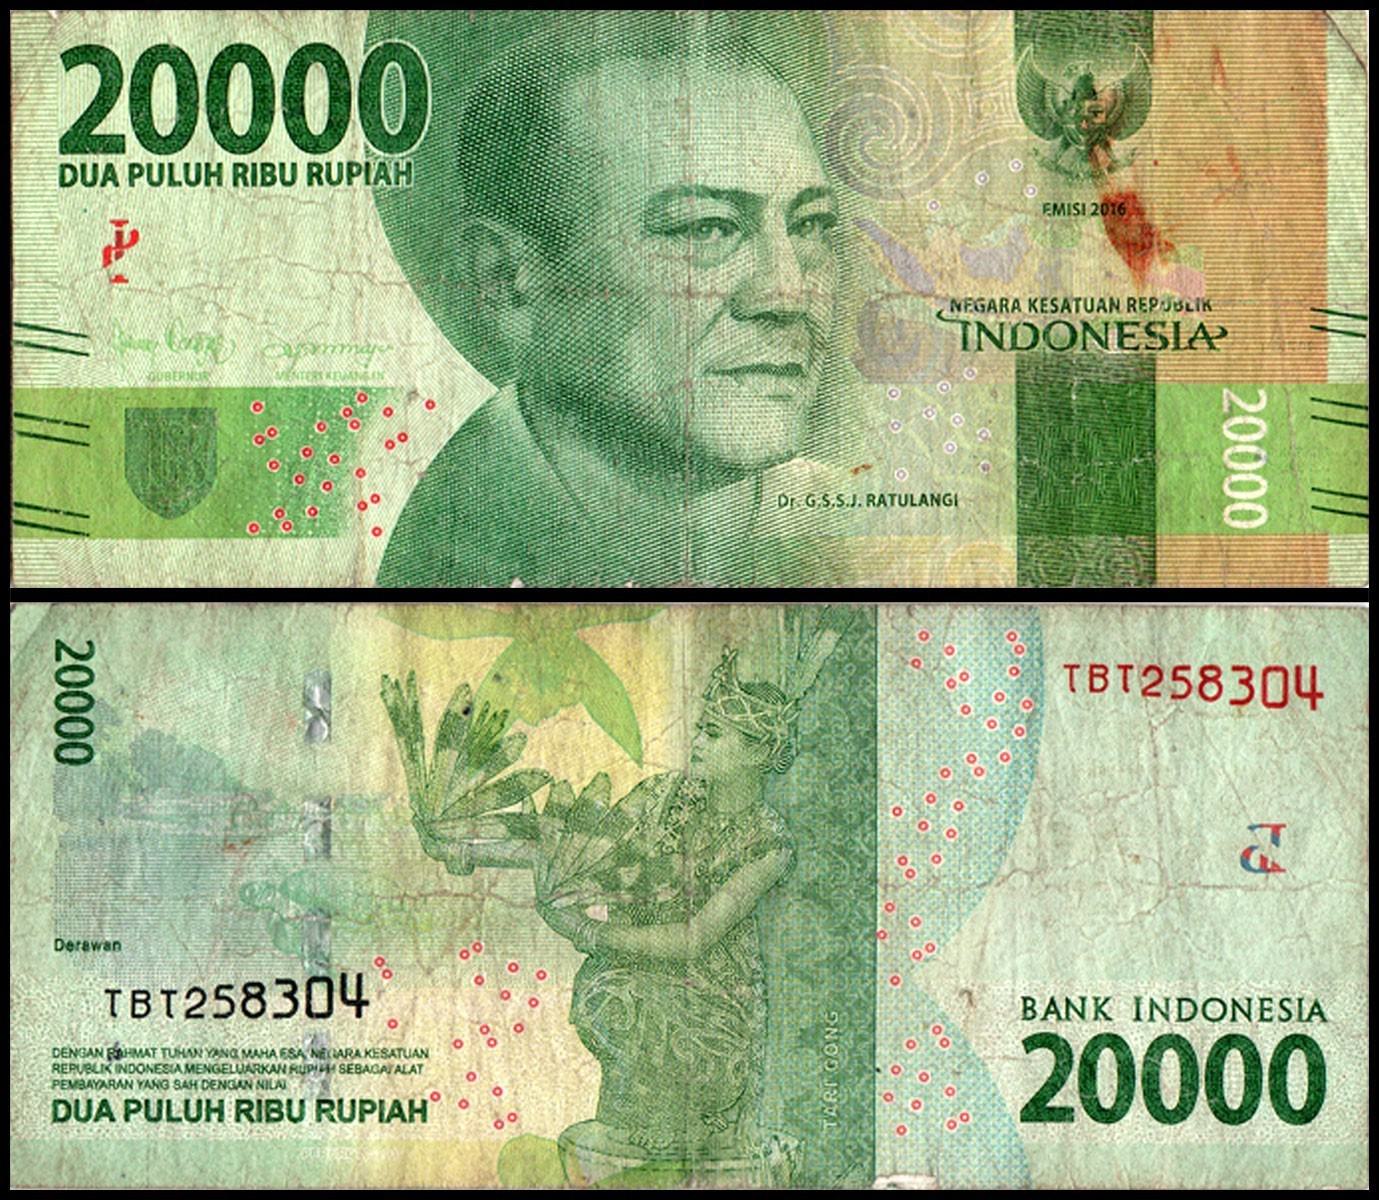 20000
DUA PULUH RIBU RUPIAH
EMISI 2016
NEGARA KESATUAN REPUBLIK
INDONESIA
GUBERNUR
MENTERI KEUANGAN
20000
Dr. G.S.S.J. RATULANGI
20000
TBT258304
Derawan
TBT258304
DENGAN RAHMAT TUHAN YANG MAHA ESA, NEGARA KESATUAN
REPUBLIK INDONESIA MENGELUARKAN RUPIAH SEBAGAI ALAT
PEMBAYARAN YANG SAH DENGAN NILAI
DUA PULUH RIBU RUPIAH
TARI GONG
BANK INDONESIA
20000